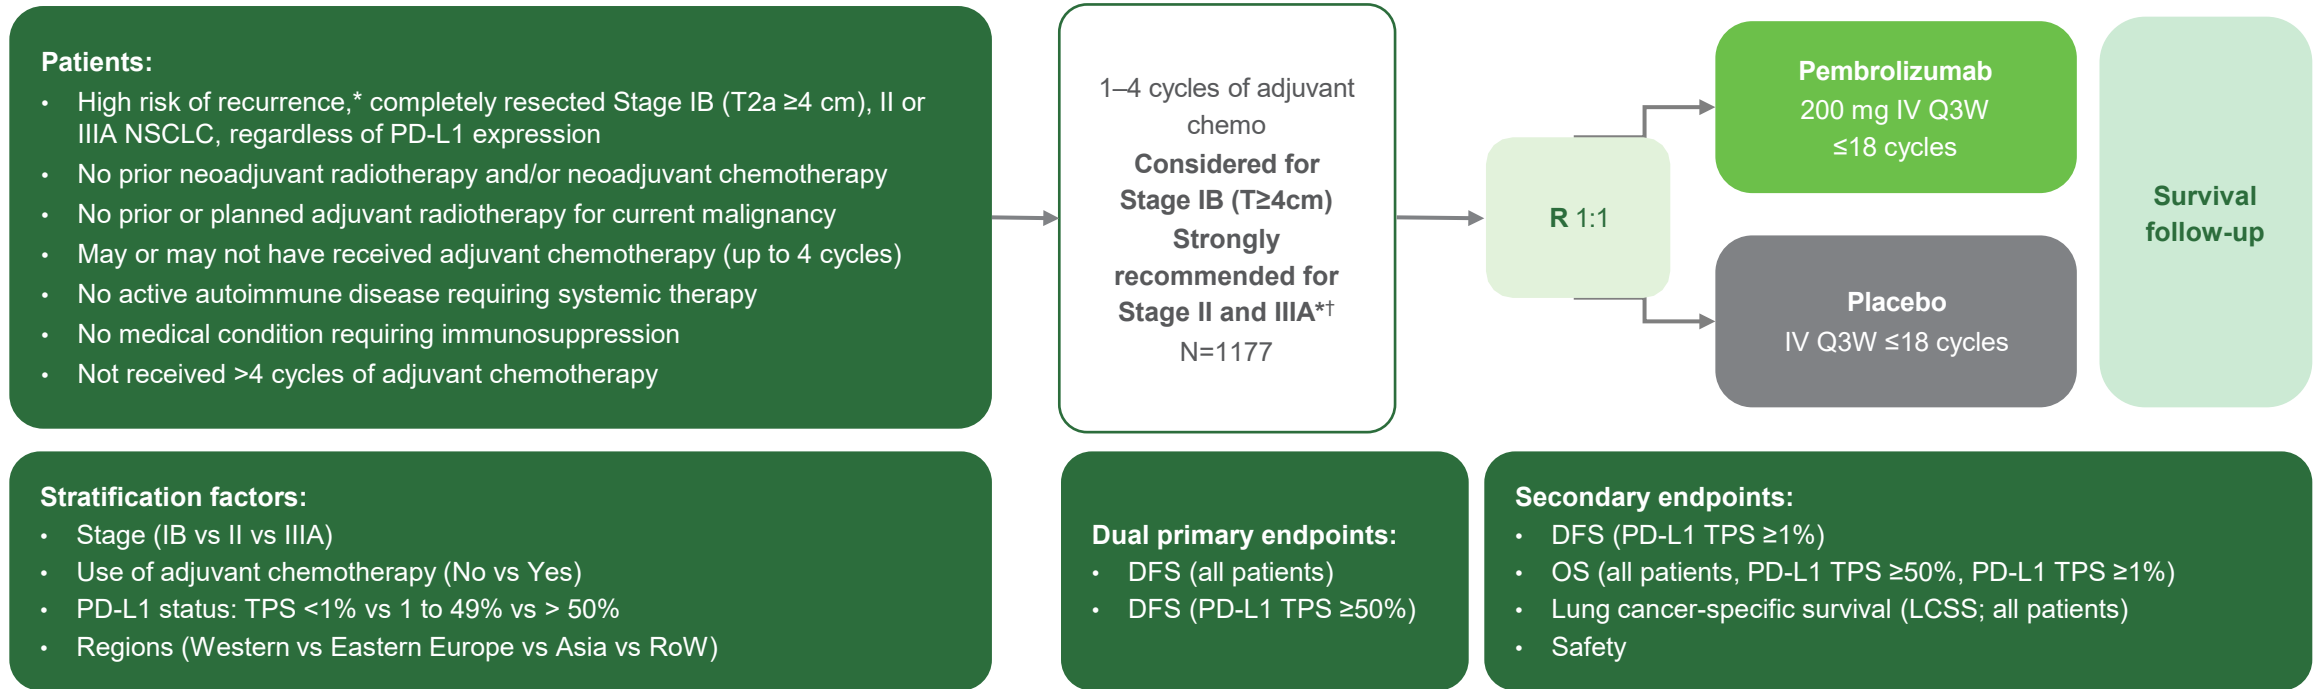 Patients:
• High risk of recurrence,* completely resected Stage IB (T2a ≥4 cm), II or
IIIA NSCLC, regardless of PD-L1 expression
• No prior neoadjuvant radiotherapy and/or neoadjuvant chemotherapy
• No prior or planned adjuvant radiotherapy for current malignancy
• May or may not have received adjuvant chemotherapy (up to 4 cycles)
• No active autoimmune disease requiring systemic therapy
• No medical condition requiring immunosuppression
• Not received >4 cycles of adjuvant chemotherapy
1–4 cycles of adjuvant
chemo
Considered for
Stage IB (T≥4cm)
Strongly
recommended for
Stage II and IIIA*†
N=1177
R 1:1
Pembrolizumab
200 mg IV Q3W
≤18 cycles
Placebo
IV Q3W ≤18 cycles
Survival
follow-up
Stratification factors:
• Stage (IB vs II vs IIIA)
• Use of adjuvant chemotherapy (No vs Yes)
• PD-L1 status: TPS <1% vs 1 to 49% vs > 50%
• Regions (Western vs Eastern Europe vs Asia vs RoW)
Dual primary endpoints:
• DFS (all patients)
• DFS (PD-L1 TPS ≥50%)
Secondary endpoints:
• DFS (PD-L1 TPS ≥1%)
• OS (all patients, PD-L1 TPS ≥50%, PD-L1 TPS ≥1%)
• Lung cancer-specific survival (LCSS; all patients)
• Safety